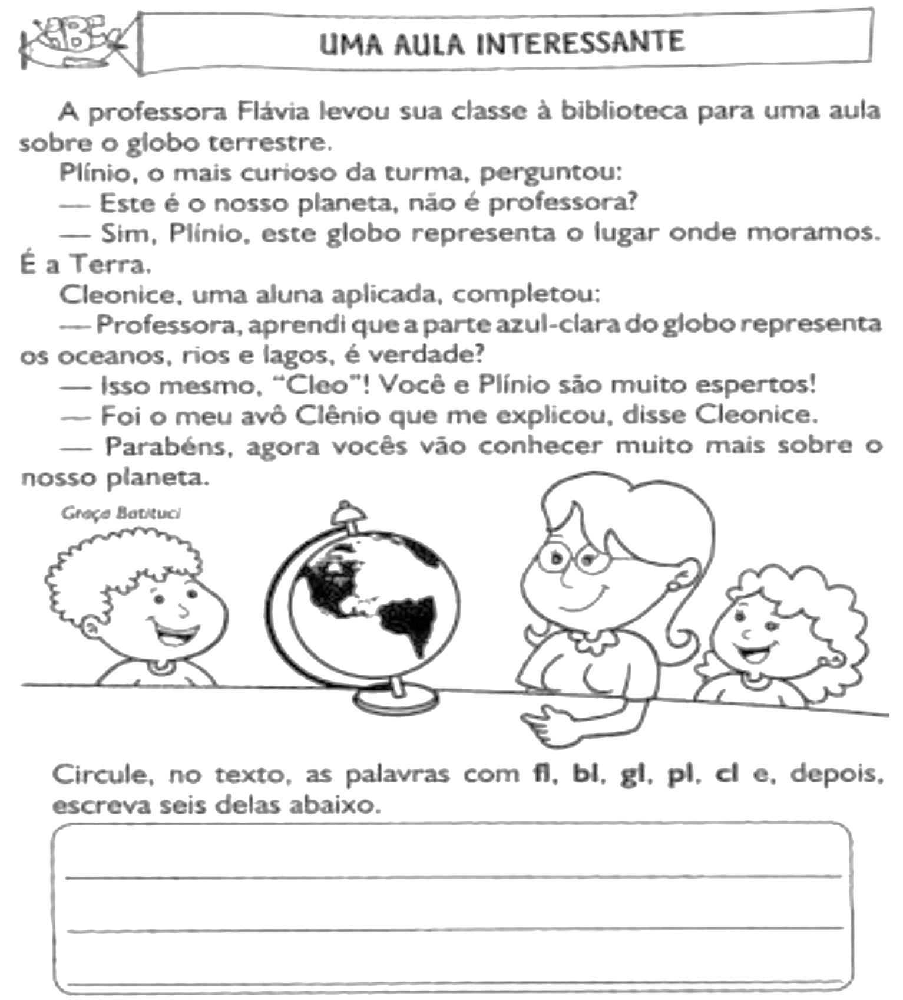 ABC
UMA AULA INTERESSANTE
A professora Flávia levou sua classe à biblioteca para uma aula
sobre o globo terrestre.
Plínio, o mais curioso da turma, perguntou:
— Este é o nosso planeta, não é professora?
— Sim, Plínio, este globo representa o lugar onde moramos.
É a Terra.
Cleonice, uma aluna aplicada, completou:
— Professora, aprendi que a parte azul-clara do globo representa
os oceanos, rios e lagos, é verdade?
— Isso mesmo, “Cleo”! Você e Plínio são muito espertos!
— Foi o meu avô Clênio que me explicou, disse Cleonice.
— Parabéns, agora vocês vão conhecer muito mais sobre o
nosso planeta.
Graça Batituci
Circule, no texto, as palavras com fl, bl, gl, pl, cl e, depois,
escreva seis delas abaixo.